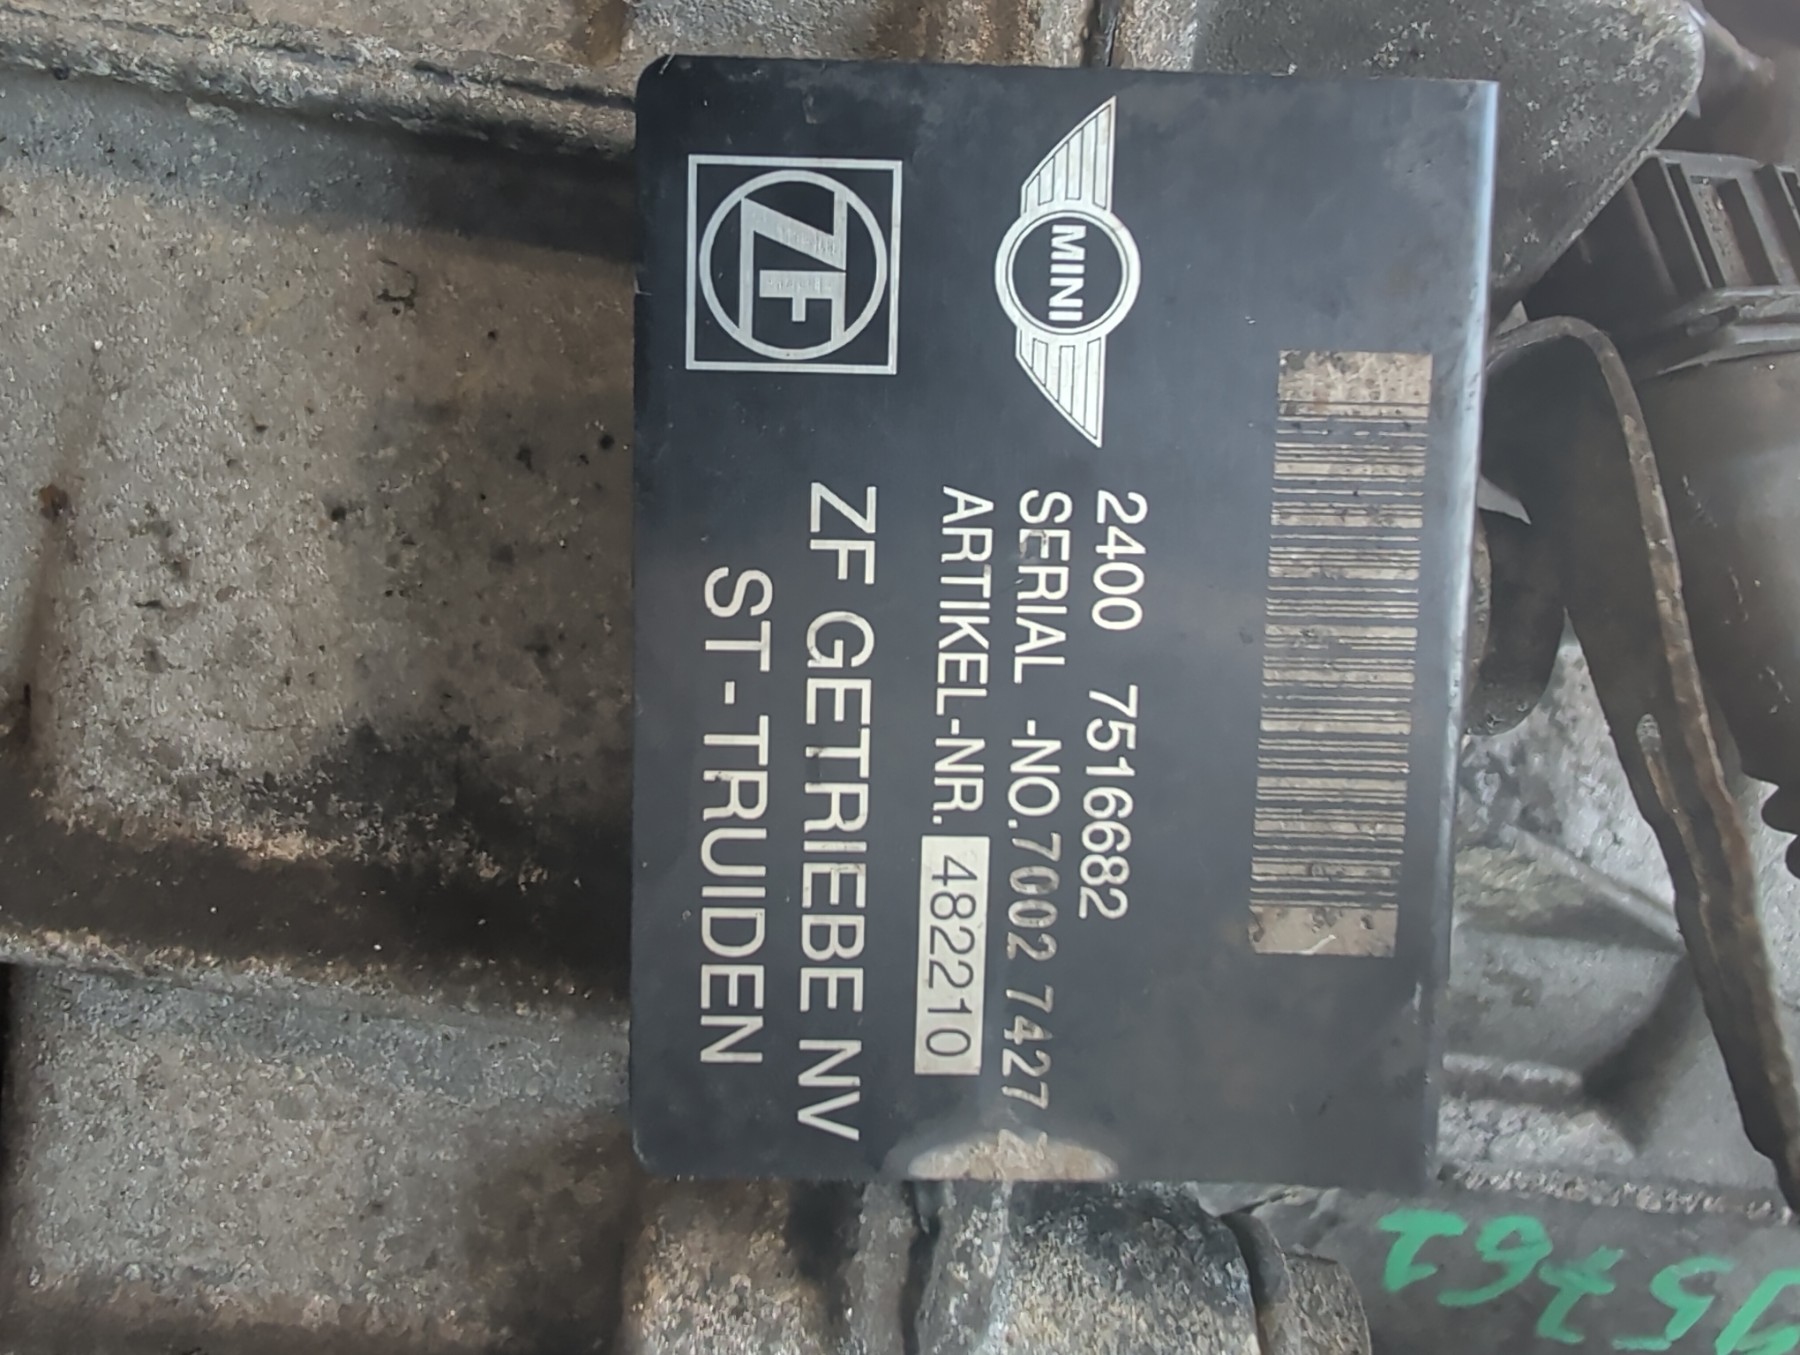 MINI
2400 7516682
SERIAL -NO.7002 7427
ARTIKEL-NR. 482210
ZF
ZF GETRIEBE NV
ST-TRUIDEN